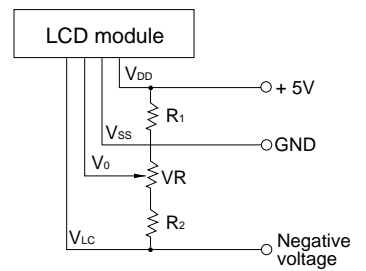 LCD module
VDD
+ 5V
R1
VSS
GND
V0
VR
R2
VLC
Negative
voltage